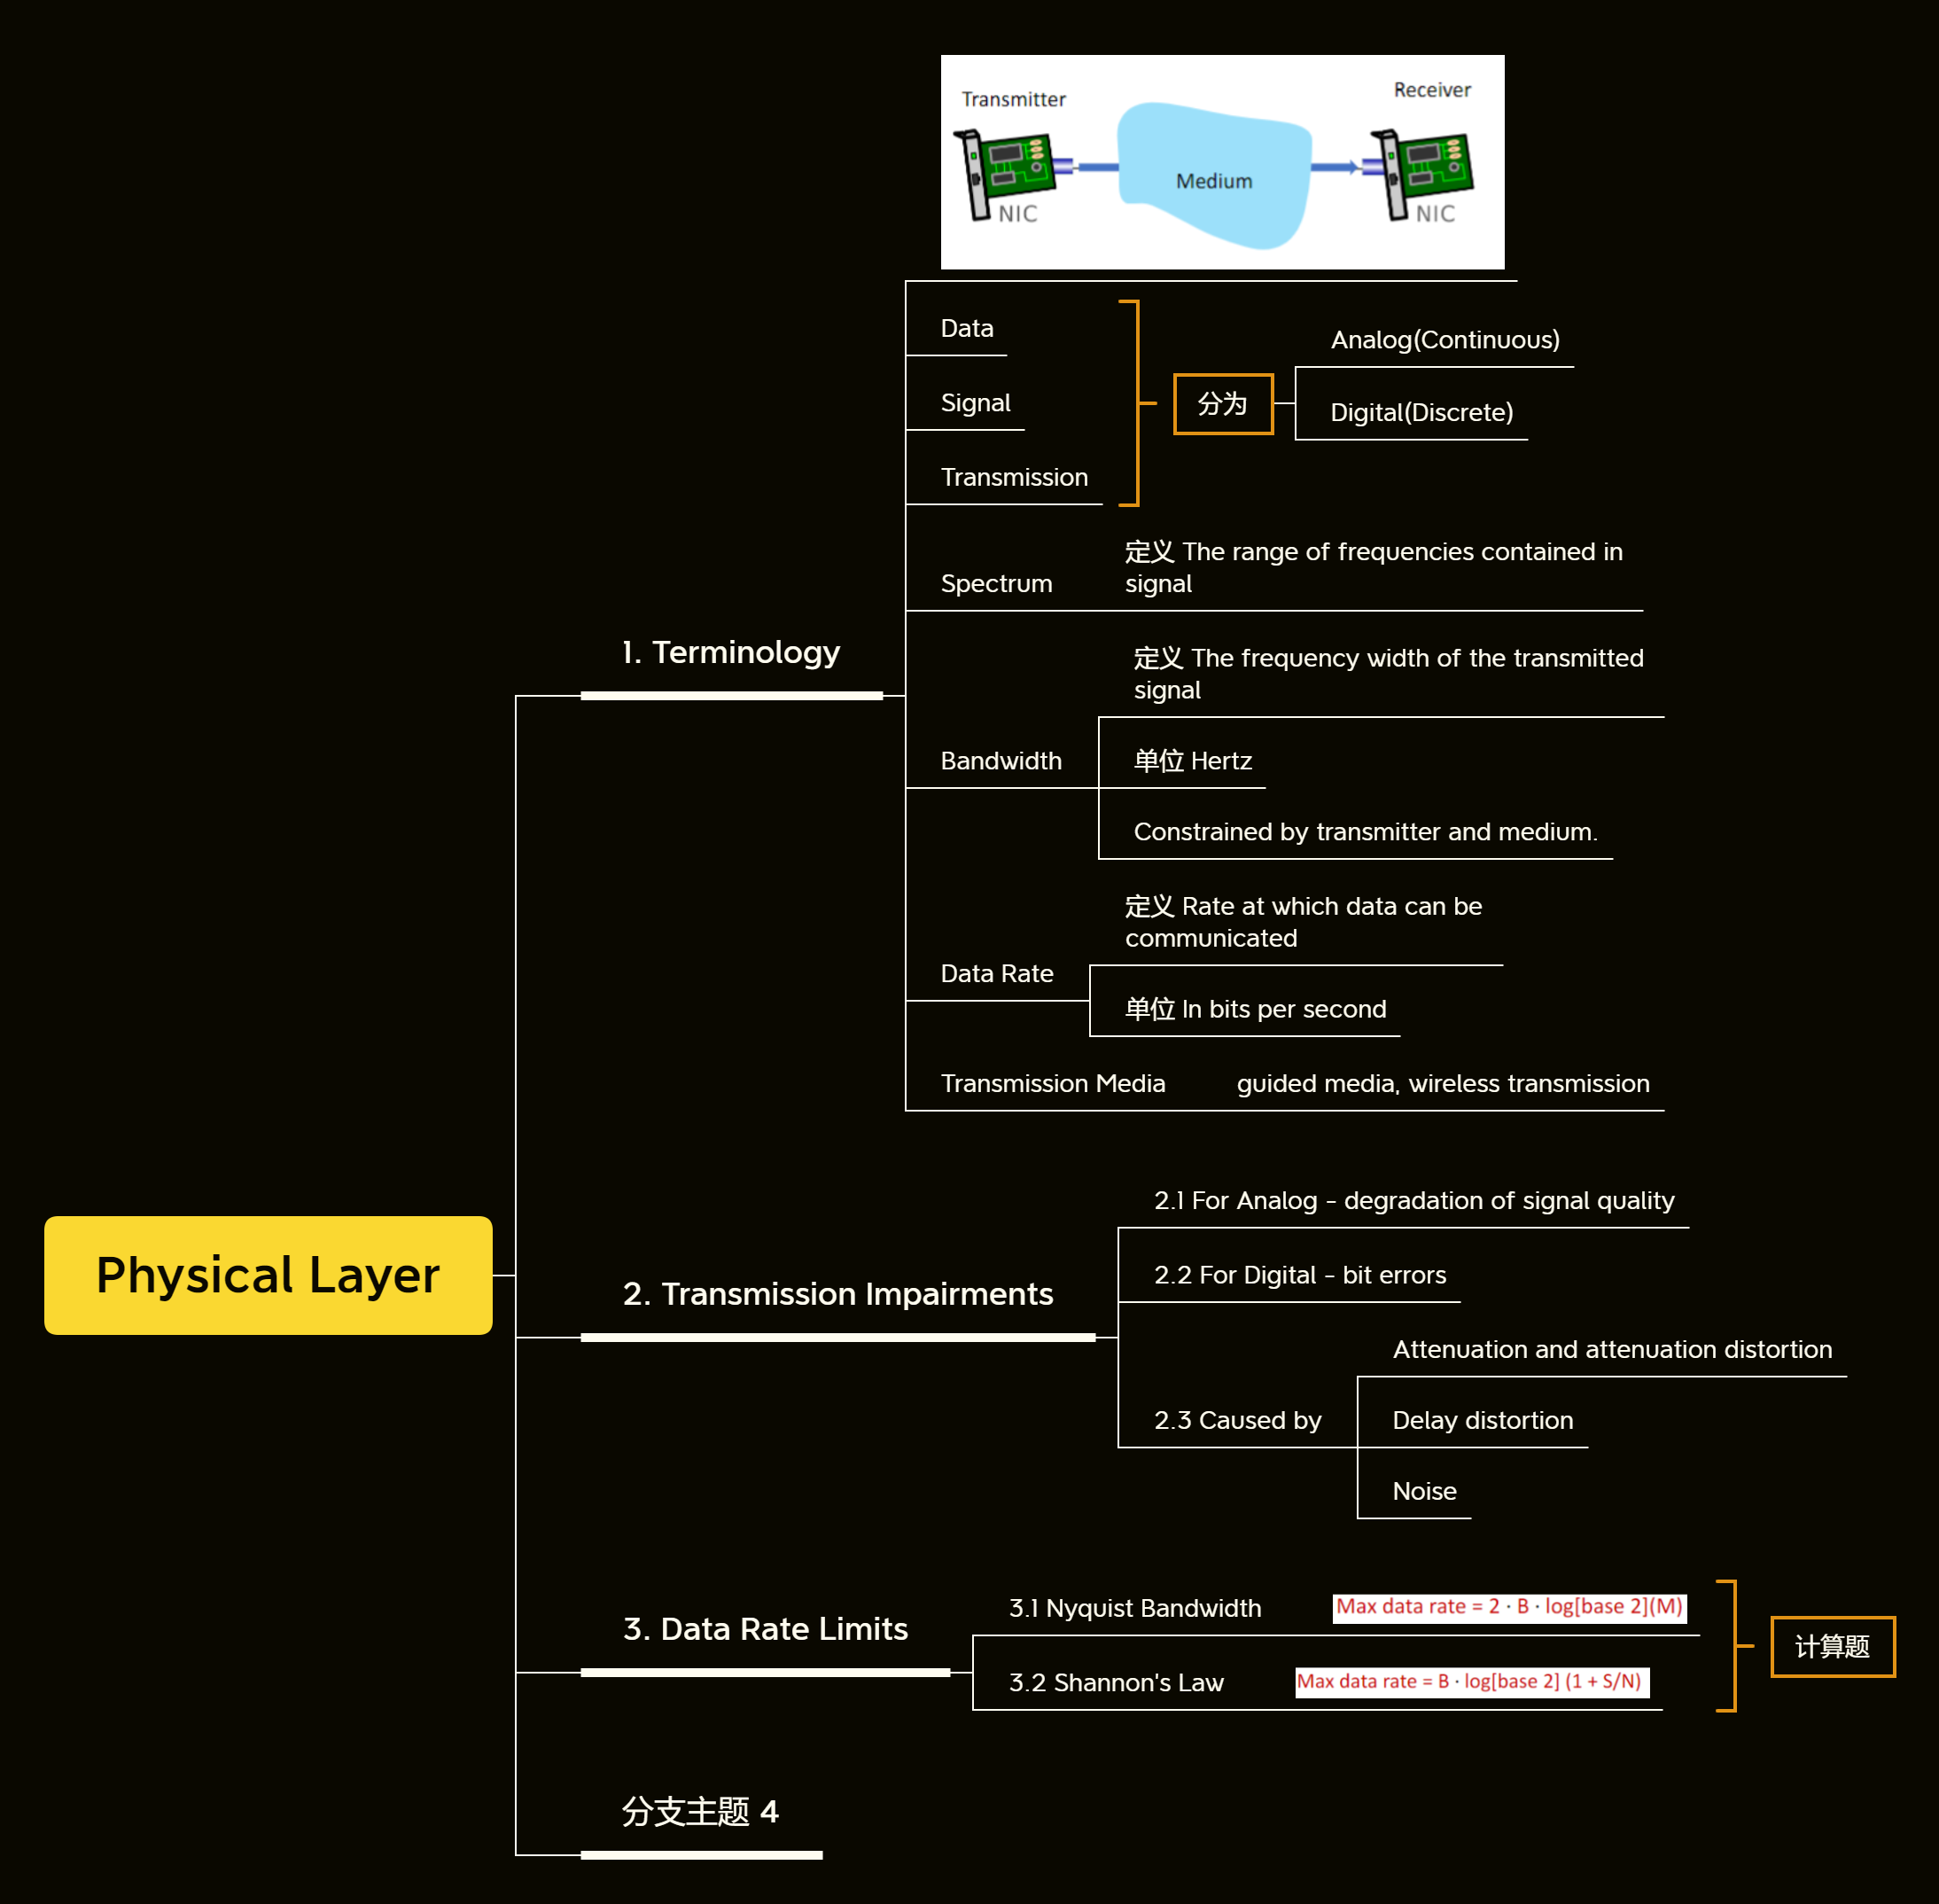 Transmitter
Receiver
Medium
NIC
NIC
Data
Signal
Transmission
分为
Analog(Continuous)
Digital(Discrete)
Spectrum
定义 The range of frequencies contained in
signal
1. Terminology
Bandwidth
定义 The frequency width of the transmitted
signal
单位 Hertz
Constrained by transmitter and medium.
Data Rate
定义 Rate at which data can be
communicated
单位 In bits per second
Transmission Media
guided media, wireless transmission
Physical Layer
2. Transmission Impairments
2.1 For Analog - degradation of signal quality
2.2 For Digital - bit errors
2.3 Caused by
Attenuation and attenuation distortion
Delay distortion
Noise
3. Data Rate Limits
3.1 Nyquist Bandwidth
Max data rate = 2 · B · log[base 2](M)
3.2 Shannon's Law
Max data rate = B · log[base 2] (1 + S/N)
计算题
分支主题 4